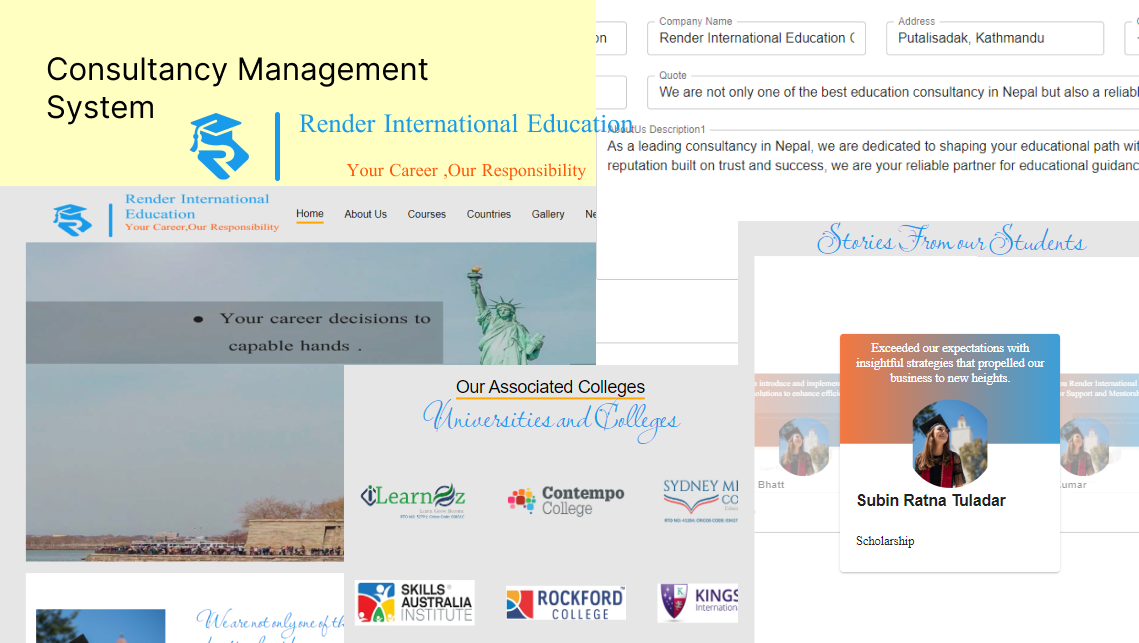 Consultancy Management
System
Render International Education
Your Career ,Our Responsibility
Render International
Education
Your Career,Our Responsibility
Home About Us Courses Countries Gallery Ne
Your career decisions to
capable hands .
We are not only one of th
on
Company Name
Render International Education C
Address
Putalisadak, Kathmandu
Quote
We are not only one of the best education consultancy in Nepal but also a reliabl
AboutUs Description1
As a leading consultancy in Nepal, we are dedicated to shaping your educational path wit
reputation built on trust and success, we are your reliable partner for educational guidanc
Our Associated Colleges
Universities and Colleges
iLearnOz
Learn Grow Become
Contempo
College
SYDNEY ME
CO
SKILLS
AUSTRALIA
INSTITUTE
ROCKFORD
COLLEGE
KINGS
Internation
Stories From our Students
Exceeded our expectations with
insightful strategies that propelled our
business to new heights.
Subin Ratna Tuladar
Scholarship
introduce and implemen
olutions to enhance effici
Bhatt
m Render International
r Support and Mentorsh
umar